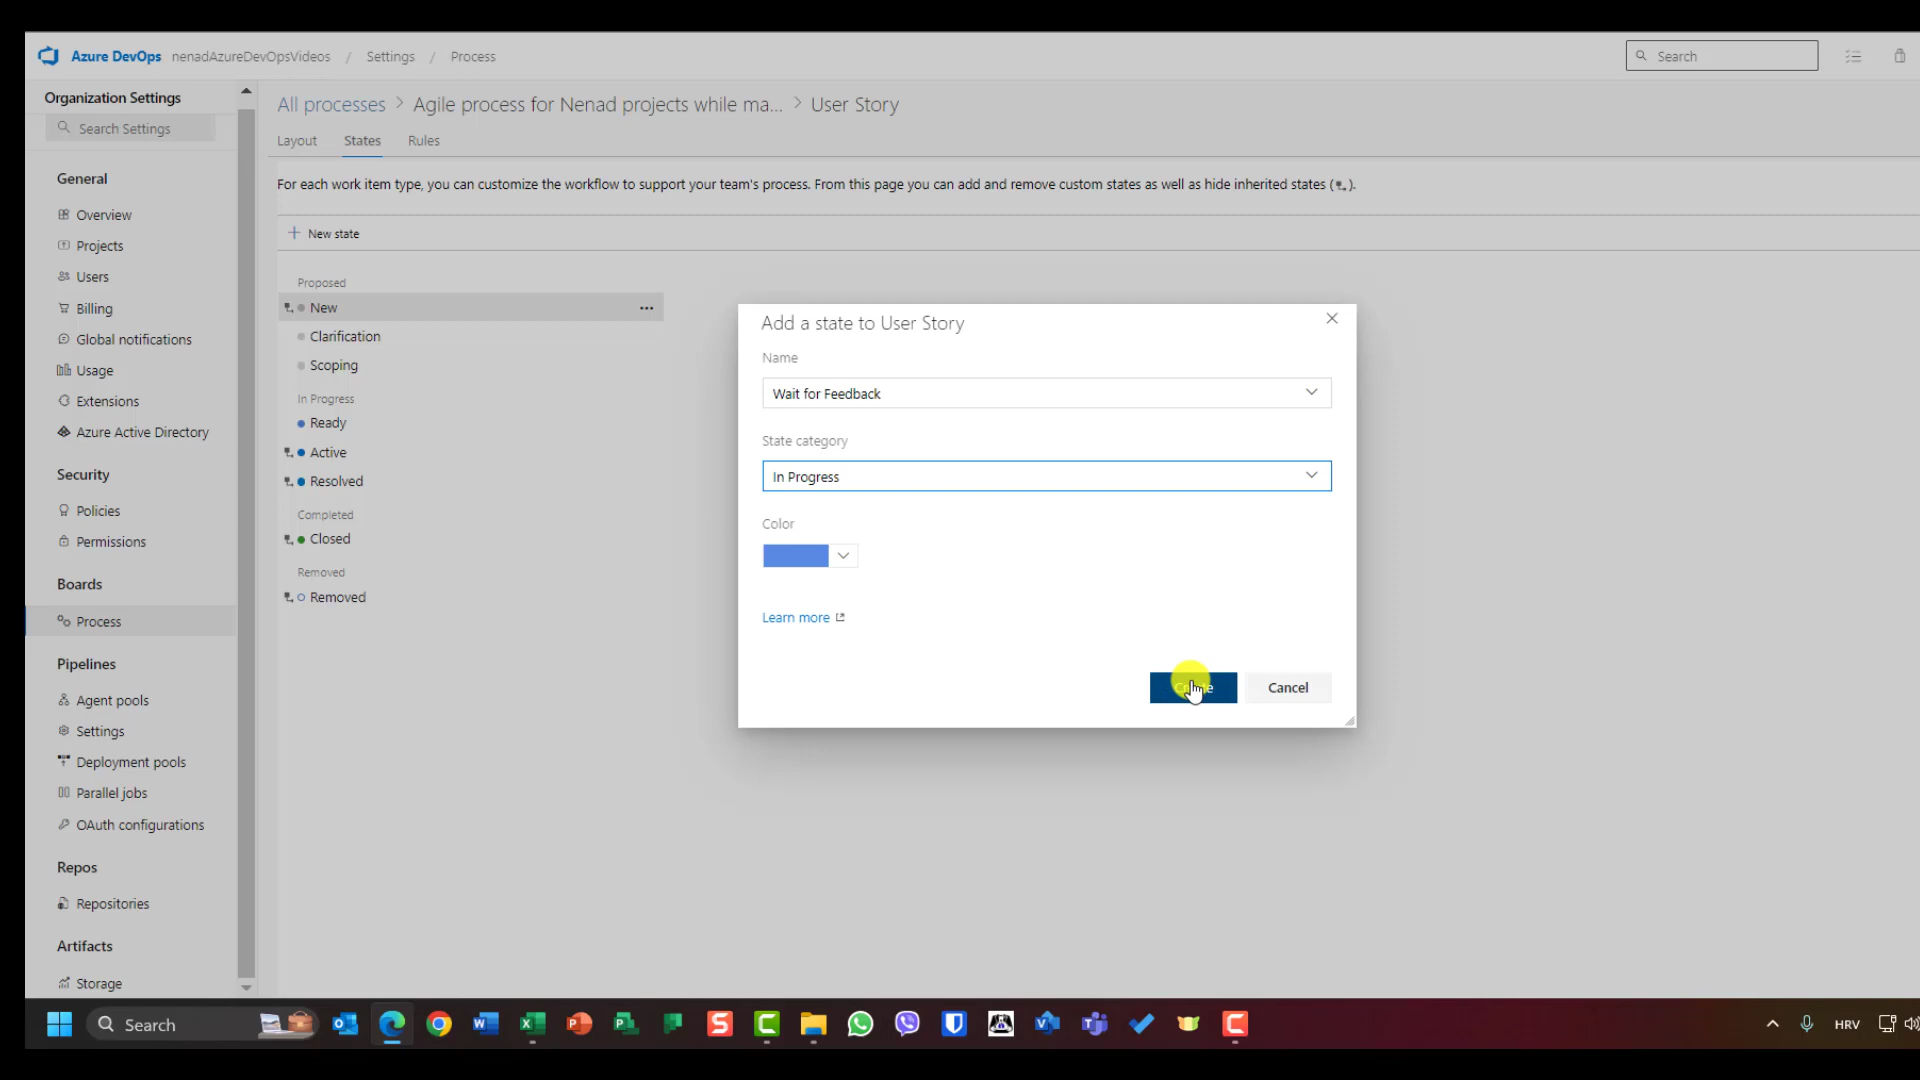 Azure DevOps nenadAzureDevOpsVideos / Settings / Process
Search
Organization Settings
Search Settings
General
Overview
Projects
Users
Billing
Global notifications
Usage
Extensions
Azure Active Directory
Security
Policies
Permissions
Boards
Process
Pipelines
Agent pools
Settings
Deployment pools
Parallel jobs
OAuth configurations
Repos
Repositories
Artifacts
Storage
All processes > Agile process for Nenad projects while ma... > User Story
Layout States Rules
For each work item type, you can customize the workflow to support your team's process. From this page you can add and remove custom states as well as hide inherited states ( ).
+ New state
Proposed
New ...
Clarification
Scoping
In Progress
Ready
Active
Resolved
Completed
Closed
Removed
Removed
Add a state to User Story
Name
Wait for Feedback
State category
In Progress
Color
Learn more
Cancel
Search
HRV